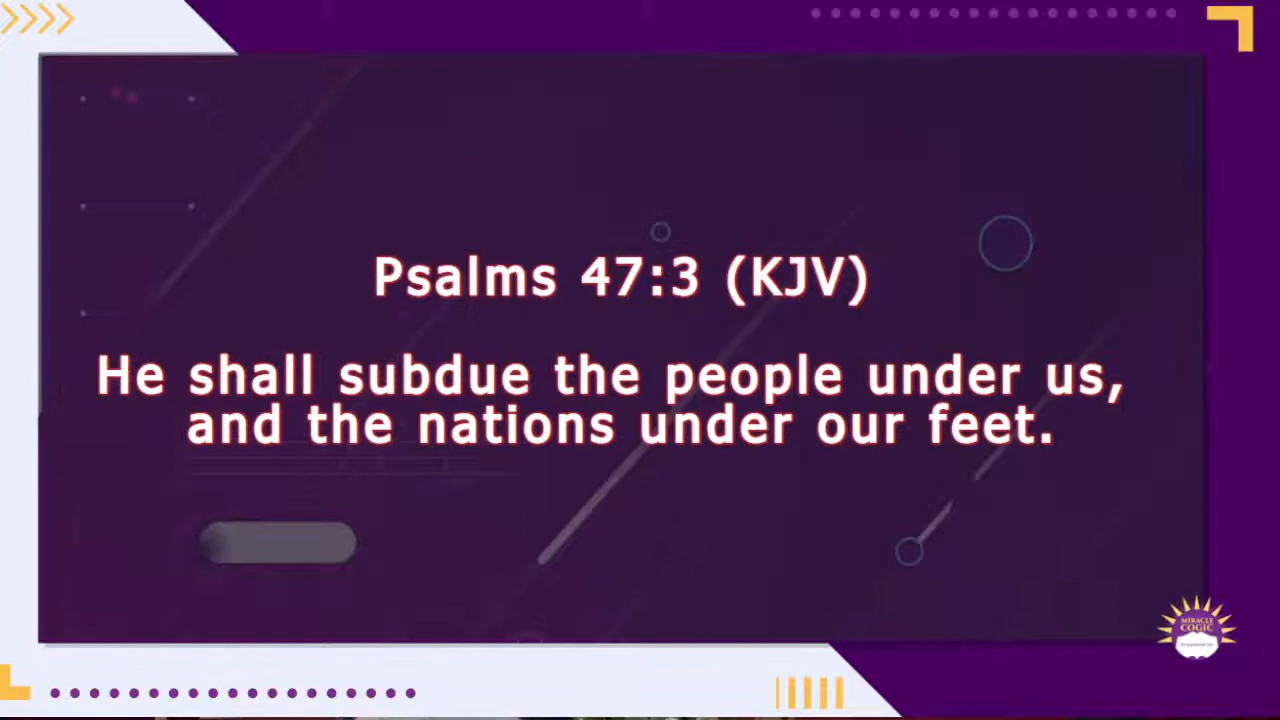 Psalms 47:3 (KJV)
He shall subdue the people under us,
and the nations under our feet.
MIRACLE
COGIC